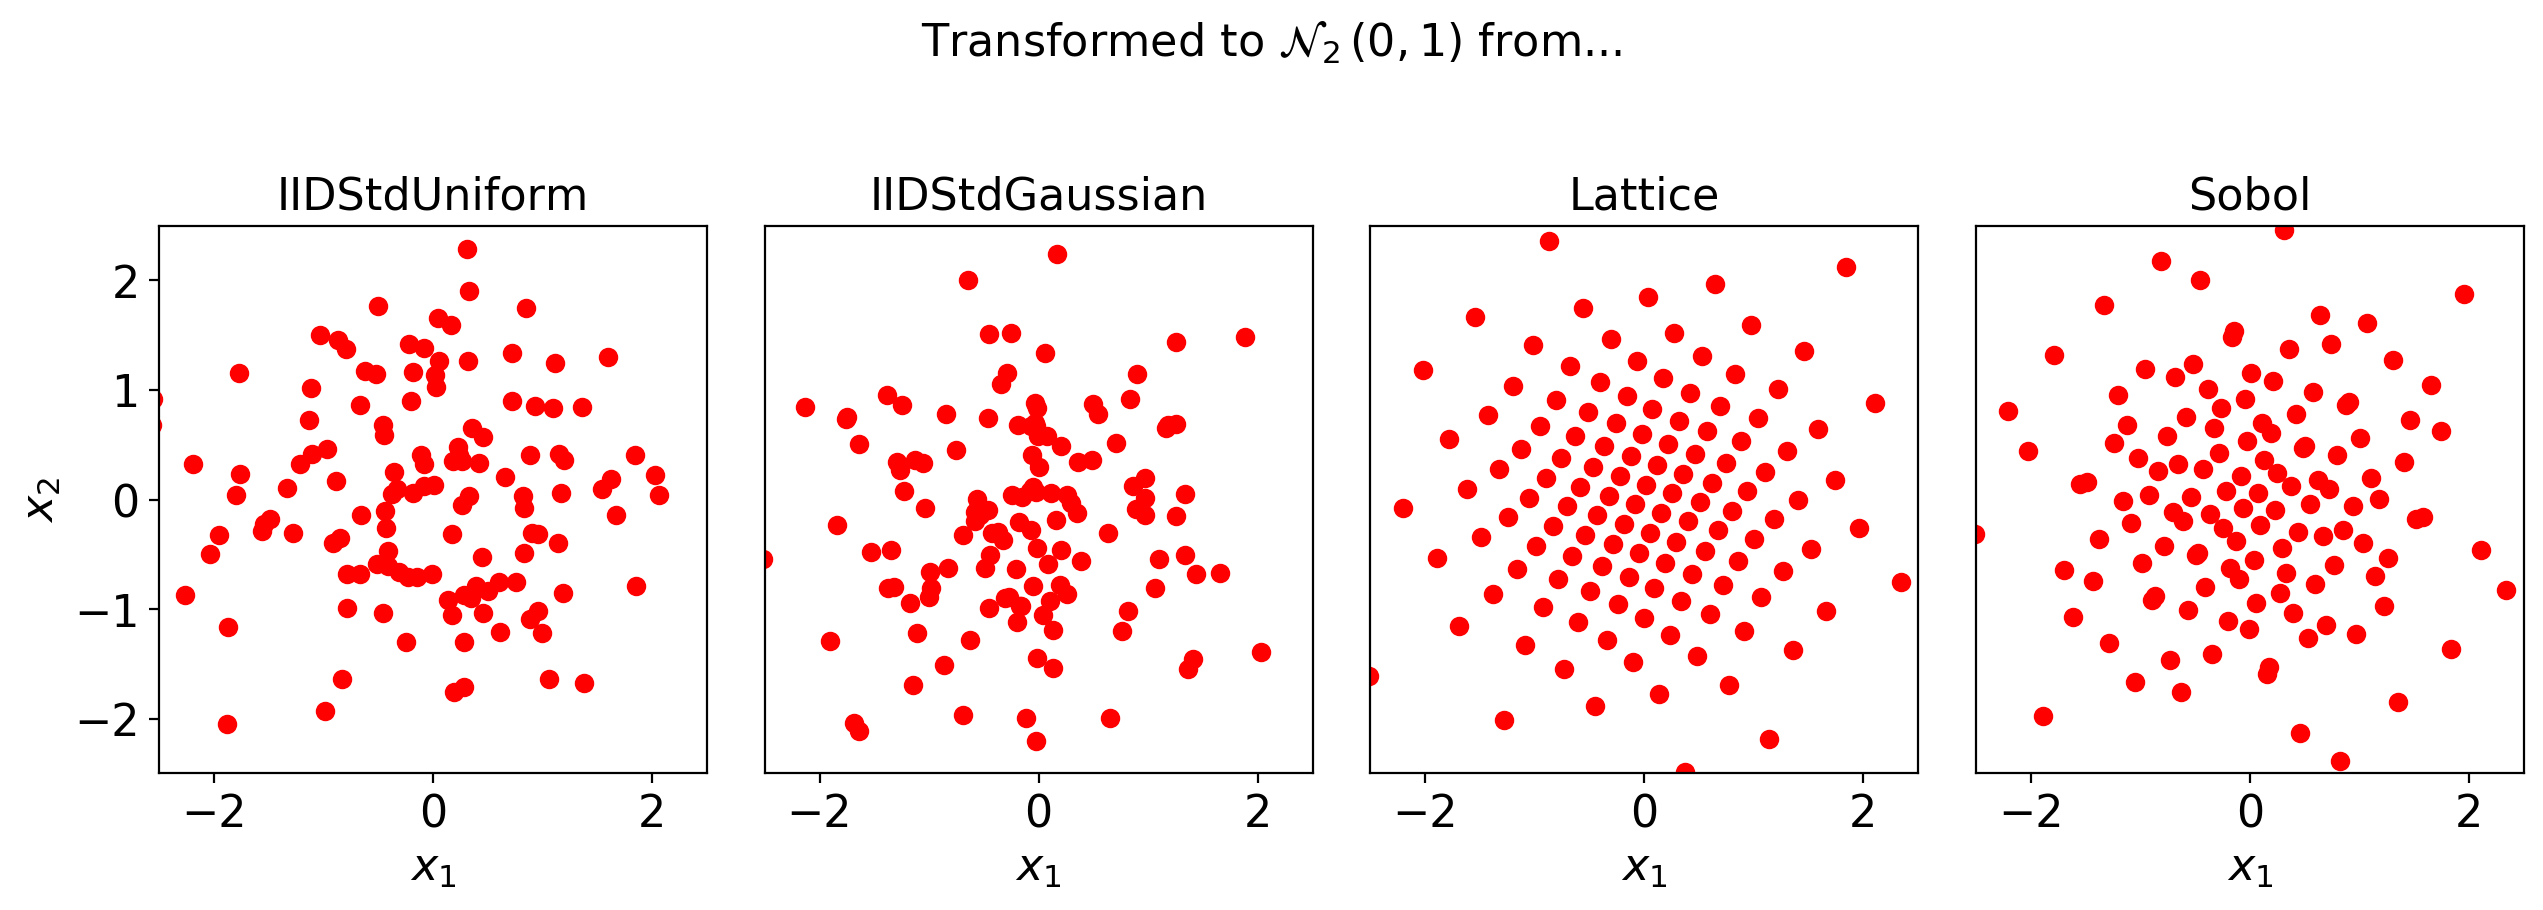 Transformed to 𝒩₂ (0, 1) from...
IIDStdUniform
IIDStdGaussian
Lattice
Sobol
x₂
2
1
0
−1
−2
−2 0 2
−2 0 2
−2 0 2
−2 0 2
x₁
x₁
x₁
x₁